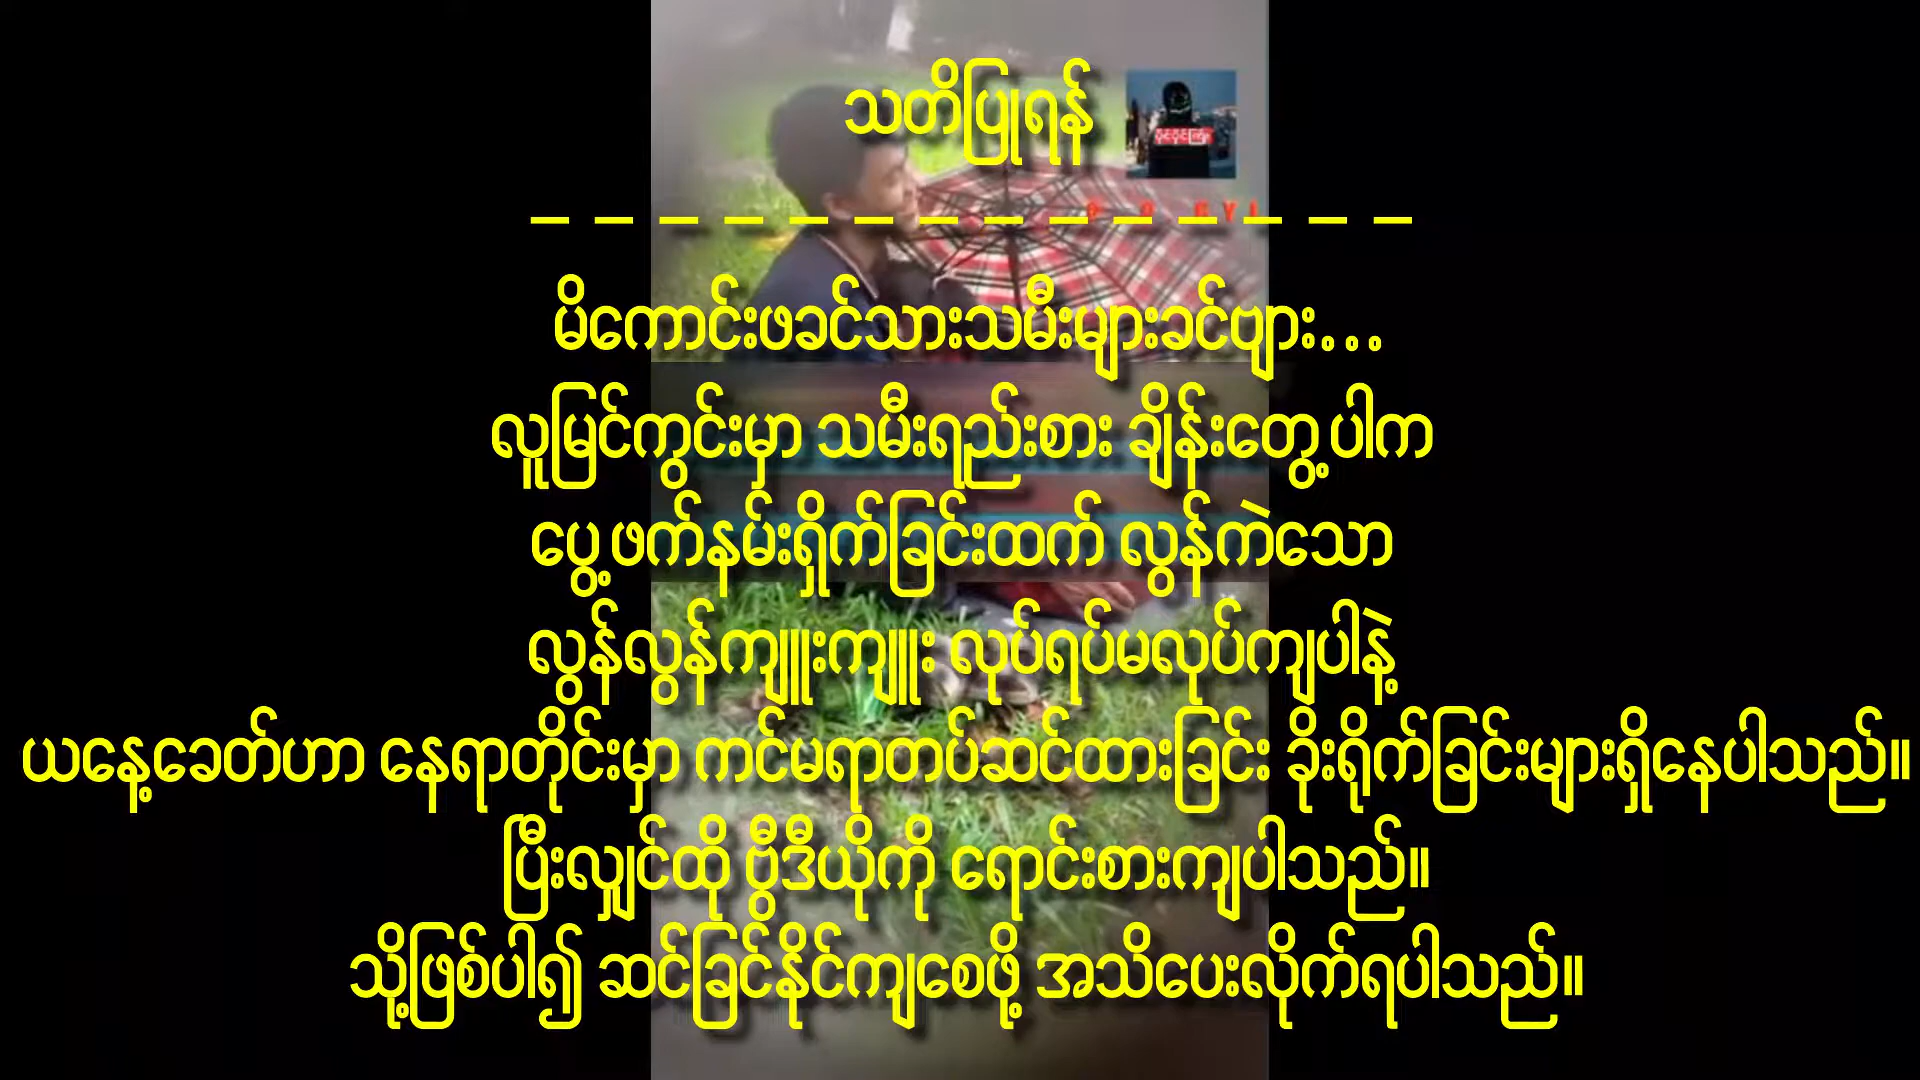 သတိပြုရန်
_ _ _ _ _ _ _ _ _ _ _ _ _ _
မိကောင်းဖခင်သားသမီးများခင်ဗျား...
လူမြင်ကွင်းမှာ သမီးရည်းစား ချိန်းတွေ့ပါက
ပွေ့ဖက်နမ်းရှိုက်ခြင်းထက် လွန်ကဲသော
လွန်လွန်ကျူးကျူး လုပ်ရပ်မလုပ်ကျပါနဲ့
ယနေ့ခေတ်ဟာ နေရာတိုင်းမှာ ကင်မရာတပ်ဆင်ထားခြင်း ခိုးရိုက်ခြင်းများရှိနေပါသည်။
ပြီးလျှင်ထို ဗွီဒီယိုကို ရောင်းစားကျပါသည်။
သို့ဖြစ်ပါ၍ ဆင်ခြင်နိုင်ကျစေဖို့ အသိပေးလိုက်ရပါသည်။